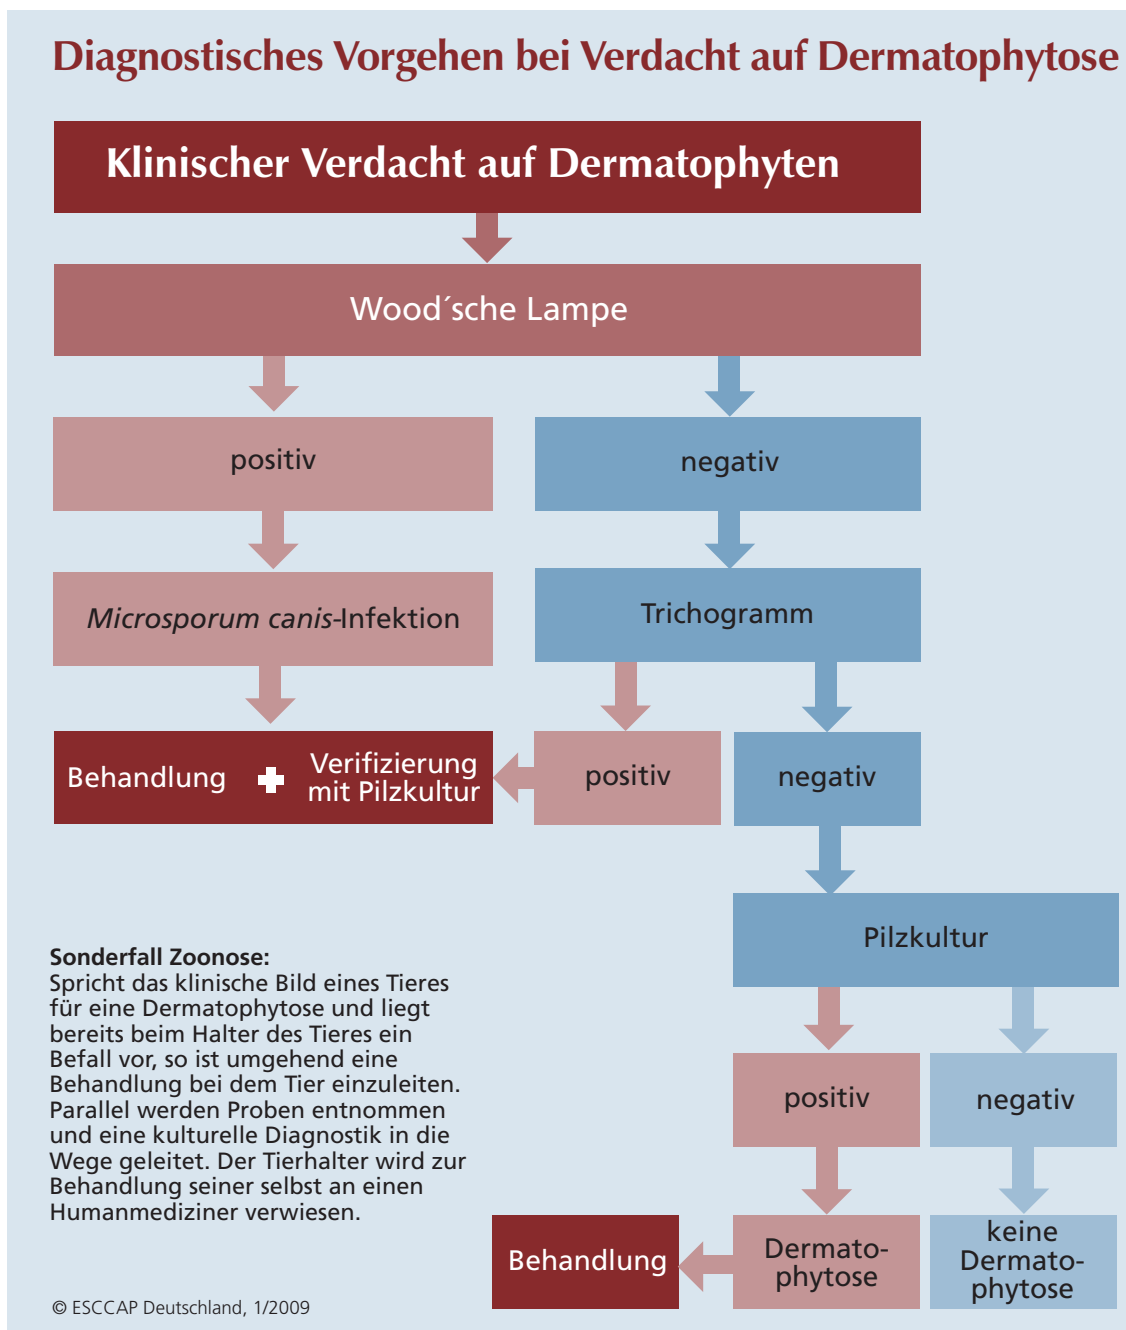 Diagnostisches Vorgehen bei Verdacht auf Dermatophytose
Klinischer Verdacht auf Dermatophyten
Wood´sche Lampe
positiv
negativ
Microsporum canis-Infektion
Trichogramm
Behandlung
Verifizierung
mit Pilzkultur
positiv
negativ
Pilzkultur
Sonderfall Zoonose:
Spricht das klinische Bild eines Tieres
für eine Dermatophytose und liegt
bereits beim Halter des Tieres ein
Befall vor, so ist umgehend eine
Behandlung bei dem Tier einzuleiten.
Parallel werden Proben entnommen
und eine kulturelle Diagnostik in die
Wege geleitet. Der Tierhalter wird zur
Behandlung seiner selbst an einen
Humanmediziner verwiesen.
positiv
negativ
Behandlung
Dermato-
phytose
keine
Dermato-
phytose
© ESCCAP Deutschland, 1/2009